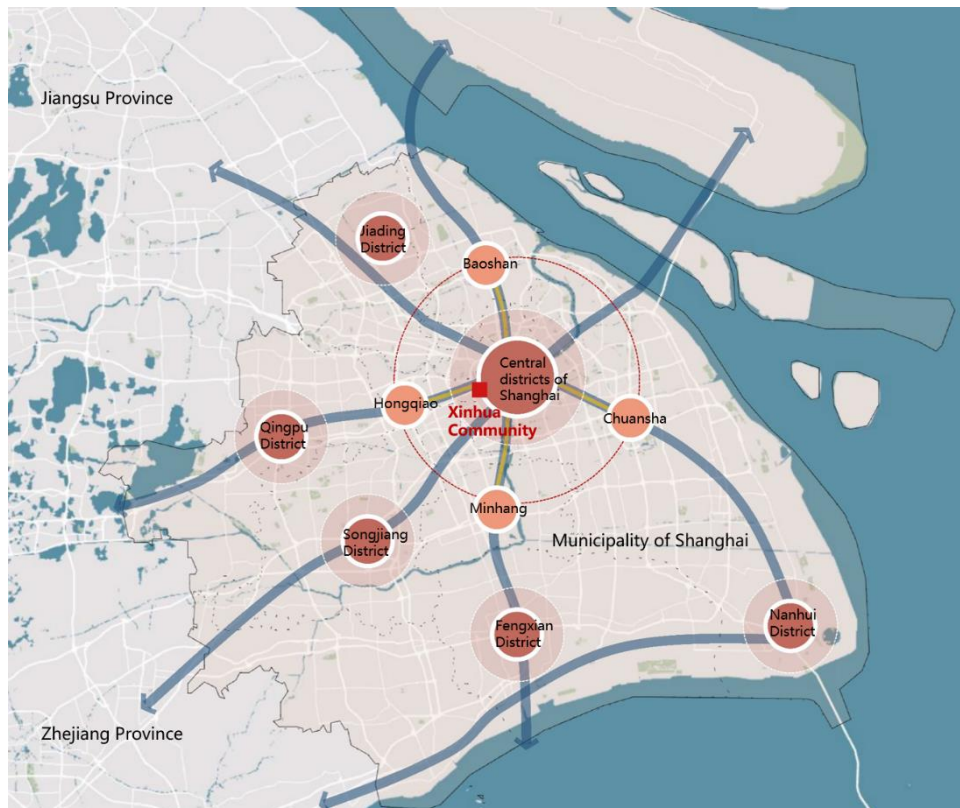 Jiangsu Province
Jiading
District
Baoshan
Central
districts of
Shanghai
Hongqiao
Xinhua
Community
Chuansha
Qingpu
District
Minhang
Songjiang
District
Municipality of Shanghai
Nanhui
District
Fengxian
District
Zhejiang Province